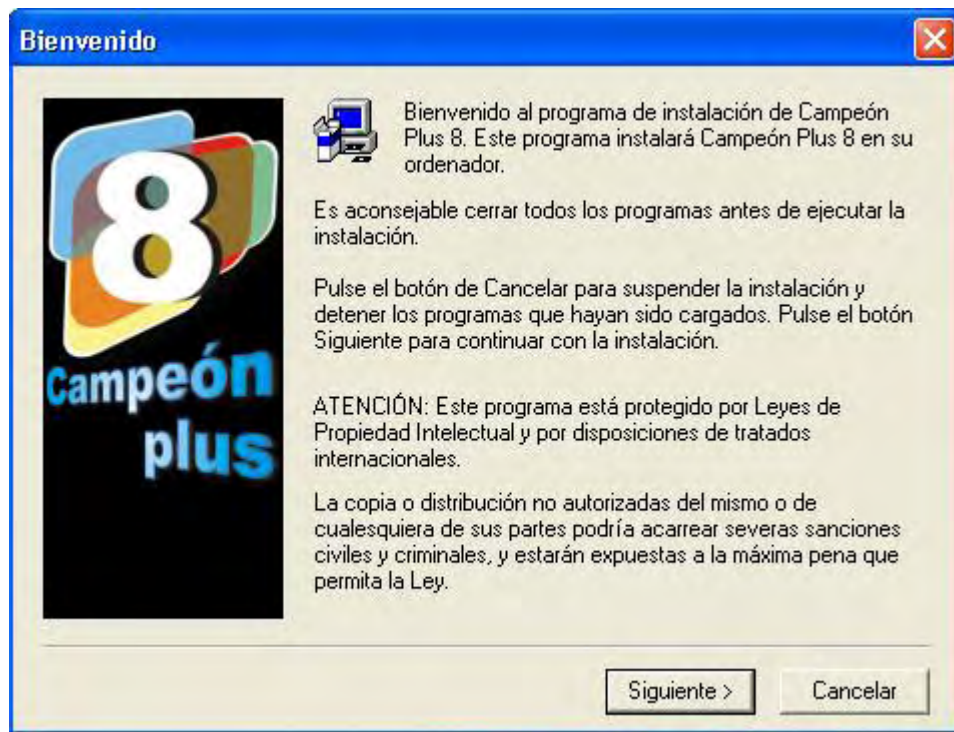 Bienvenido
8
Campeón
plus
Bienvenido al programa de instalación de Campeón
Plus 8. Este programa instalará Campeón Plus 8 en su
ordenador.
Es aconsejable cerrar todos los programas antes de ejecutar la
instalación.
Pulse el botón de Cancelar para suspender la instalación y
detener los programas que hayan sido cargados. Pulse el botón
Siguiente para continuar con la instalación.
ATENCIÓN: Este programa está protegido por Leyes de
Propiedad Intelectual y por disposiciones de tratados
internacionales.
La copia o distribución no autorizadas del mismo o de
cualesquiera de sus partes podría acarrear severas sanciones
civiles y criminales, y estarán expuestas a la máxima pena que
permita la Ley.
Siguiente >
Cancelar